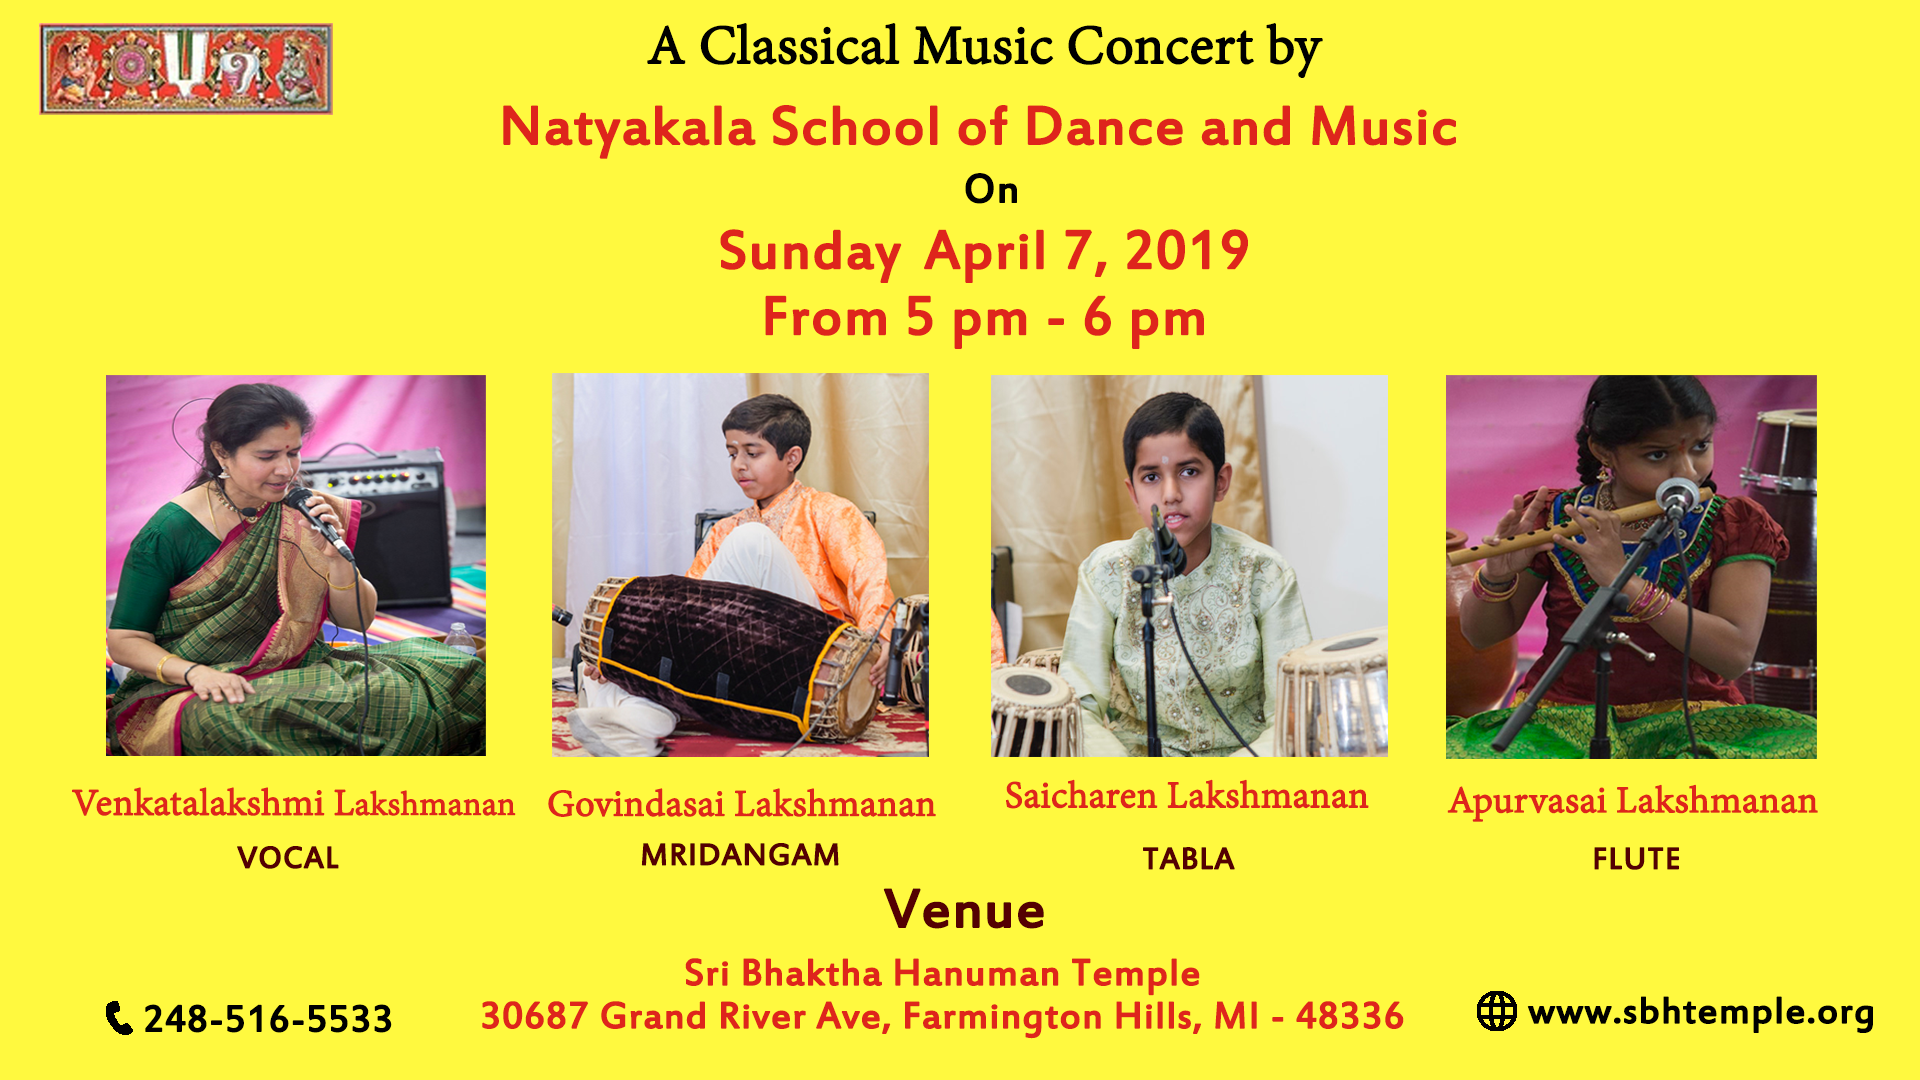 A Classical Music Concert by
Natyakala School of Dance and Music
On
Sunday April 7, 2019
From 5 pm - 6 pm
Venkatalakshmi Lakshmanan
VOCAL
Govindasai Lakshmanan
MRIDANGAM
Saicharen Lakshmanan
TABLA
Apurvasai Lakshmanan
FLUTE
Venue
Sri Bhaktha Hanuman Temple
30687 Grand River Ave, Farmington Hills, MI - 48336
248-516-5533
www.sbhtemple.org